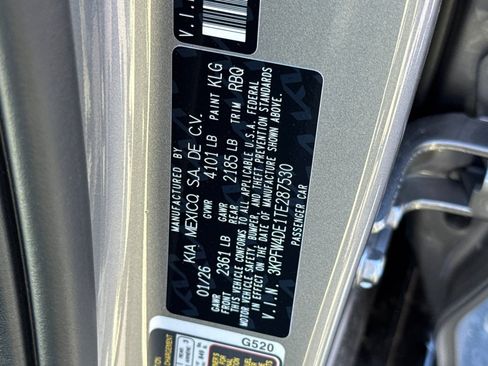 V.I.N
MANUFACTURED BY
KIA MEXICO, S.A. DE C.V.
01/26 GVWR 4101 LB PAINT KLG
GAWR FRONT 2361 LB GAWR REAR 2185 LB TRIM RBQ
THIS VEHICLE CONFORMS TO ALL APPLICABLE U.S.A. FEDERAL
MOTOR VEHICLE SAFETY, BUMPER AND THEFT PREVENTION STANDARDS
IN EFFECT ON THE DATE OF MANUFACTURE SHOWN ABOVE.
V.I.N. 3KPFW4DE1TE287530
PASSENGER CAR
G520